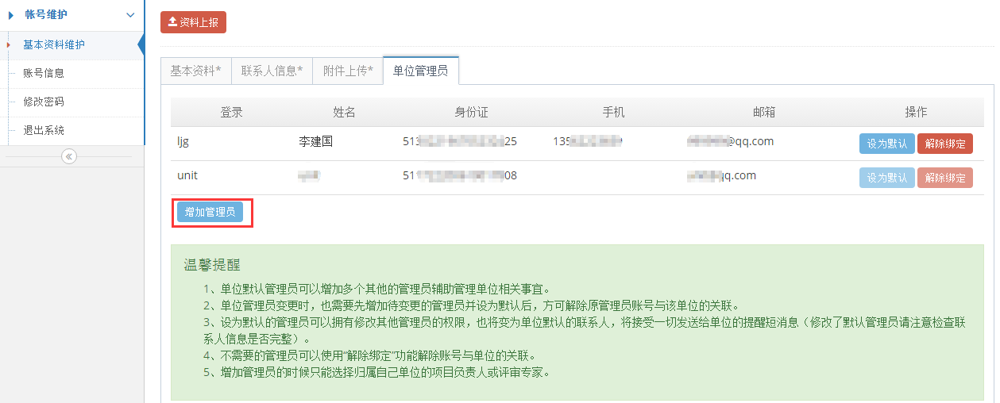 帐号维护
基本资料维护
账号信息
修改密码
退出系统
资料上报
基本资料* 联系人信息* 附件上传* 单位管理员
登录 姓名 身份证 手机 邮箱 操作
ljg 李建国 513 25 135 @qq.com 设为默认 解除绑定
unit 511 08 qq.com 设为默认 解除绑定
增加管理员
温馨提醒
1、单位默认管理员可以增加多个其他的管理员辅助管理单位相关事宜。
2、单位管理员变更时，也需要先增加待变更的管理员并设为默认后，方可解除原管理员账号与该单位的关联。
3、设为默认的管理员可以拥有修改其他管理员的权限，也将变为单位默认的联系人，将接受一切发送给单位的提醒短消息（修改了默认管理员请注意检查联
系人信息是否完整）。
4、不需要的管理员可以使用“解除绑定”功能解除账号与单位的关联。
5、增加管理员的时候只能选择归属自己单位的项目负责人或评审专家。